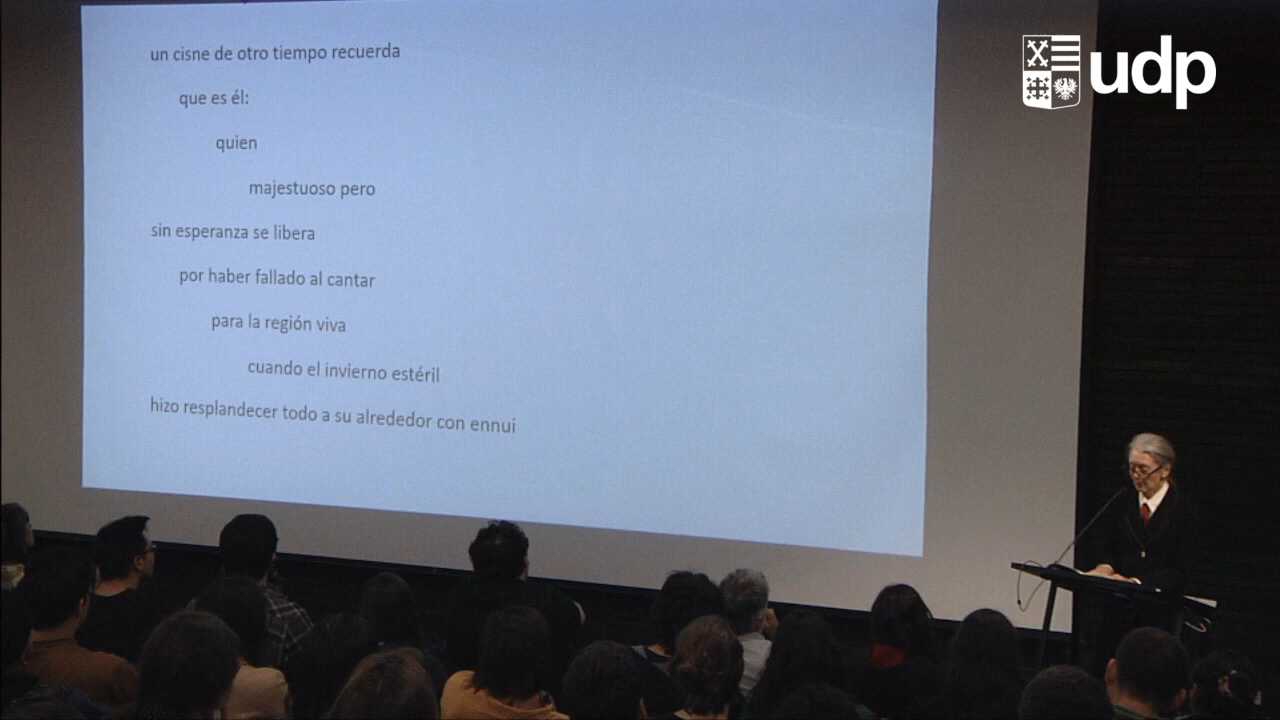 un cisne de otro tiempo recuerda
que es él:
quien
majestuoso pero
sin esperanza se libera
por haber fallado al cantar
para la región viva
cuando el invierno estéril
hizo resplandecer todo a su alrededor con ennui
udp